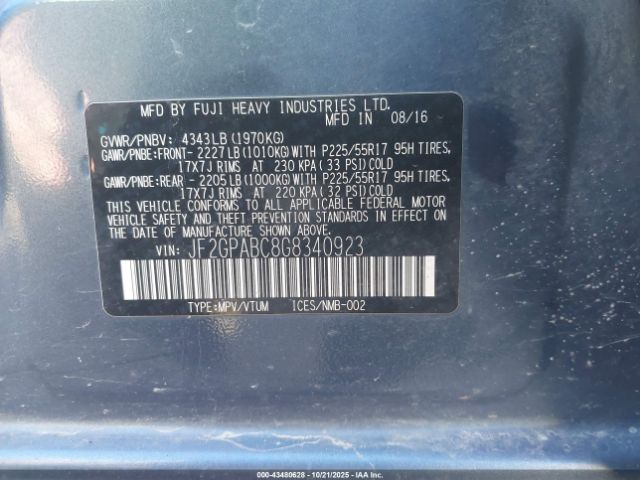 MFD BY FUJI HEAVY INDUSTRIES LTD.
MFD IN 08/16
GVWR/PNBV: 4343LB(1970KG)
GAWR/PNBE:FRONT- 2227LB(1010KG)WITH P225/55R17 95H TIRES,
17X7J RIMS AT 230 KPA(33 PSI)COLD
GAWR/PNBE:REAR - 2205LB(1000KG)WITH P225/55R17 95H TIRES,
17X7J RIMS AT 220 KPA(32 PSI)COLD
THIS VEHICLE CONFORMS TO ALL APPLICABLE FEDERAL MOTOR
VEHICLE SAFETY AND THEFT PREVENTION STANDARDS IN EFFECT ON
THE DATE OF MANUFACTURE SHOWN ABOVE.
VIN: JF2GPABC8G8340923
TYPE:MPV/VTUM ICES/NMB-002
000-43480628 - 10/21/2025 - © IAA, Inc.